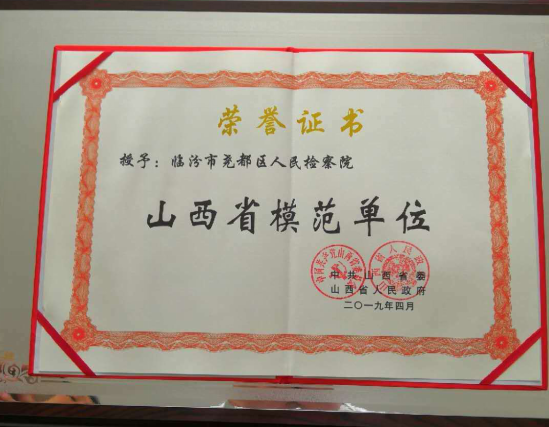 荣誉证书
授予：临汾市尧都区人民检察院
山西省模范单位
中共山西省委
山西省人民政府
二〇一九年四月